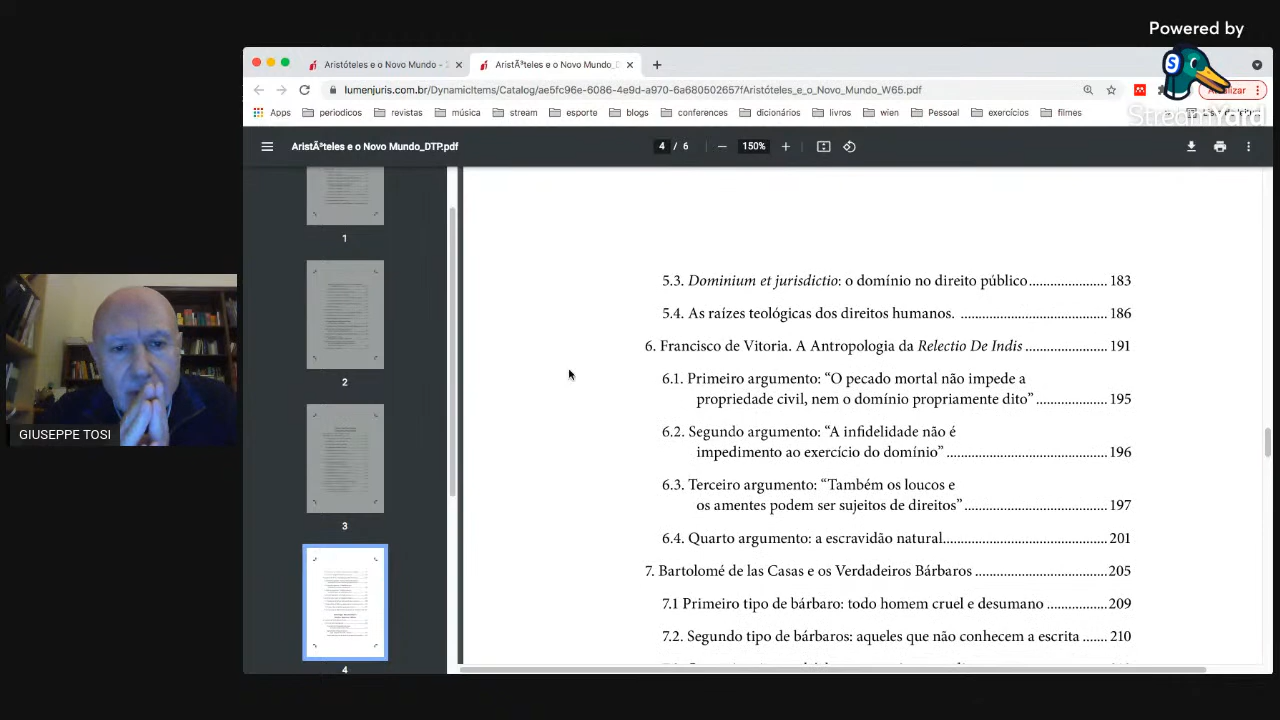 Powered by
StreamYard
Aristóteles e o Novo Mundo -
AristÃ³teles e o Novo Mundo_D
lumenjuris.com.br/DynamicItems/Catalog/ae5fc96e-6086-4e9d-a970-6a680502657fAristóteles_e_o_Novo_Mundo_W65.pdf
Apps periodicos revistas música stream esporte blogs conferences dicionários livros wien Pessoal exercícios filmes
AristÃ³teles e o Novo Mundo_DTP.pdf
4 / 6
150%
1
2
3
4
5.3. Dominium et jurisdictio: o domínio no direito público 183
5.4. As raízes teológicas dos direitos humanos. 186
6. Francisco de Vitoria. A Antropologia da Relectio De Indis 191
6.1. Primeiro argumento: “O pecado mortal não impede a
propriedade civil, nem o domínio propriamente dito” 195
6.2. Segundo argumento: “A infidelidade não é
impedimento ao exercício do domínio” 196
6.3. Terceiro argumento: “Também os loucos e
os amentes podem ser sujeitos de direitos” 197
6.4. Quarto argumento: a escravidão natural 201
7. Bartolomé de las Casas e os Verdadeiros Bárbaros 205
7.1. Primeiro tipo de bárbaro: todo homem cruel e desumano 209
7.2. Segundo tipo de bárbaros: aqueles que não conhecem a escrita 210
GIUSEPPE TOSI